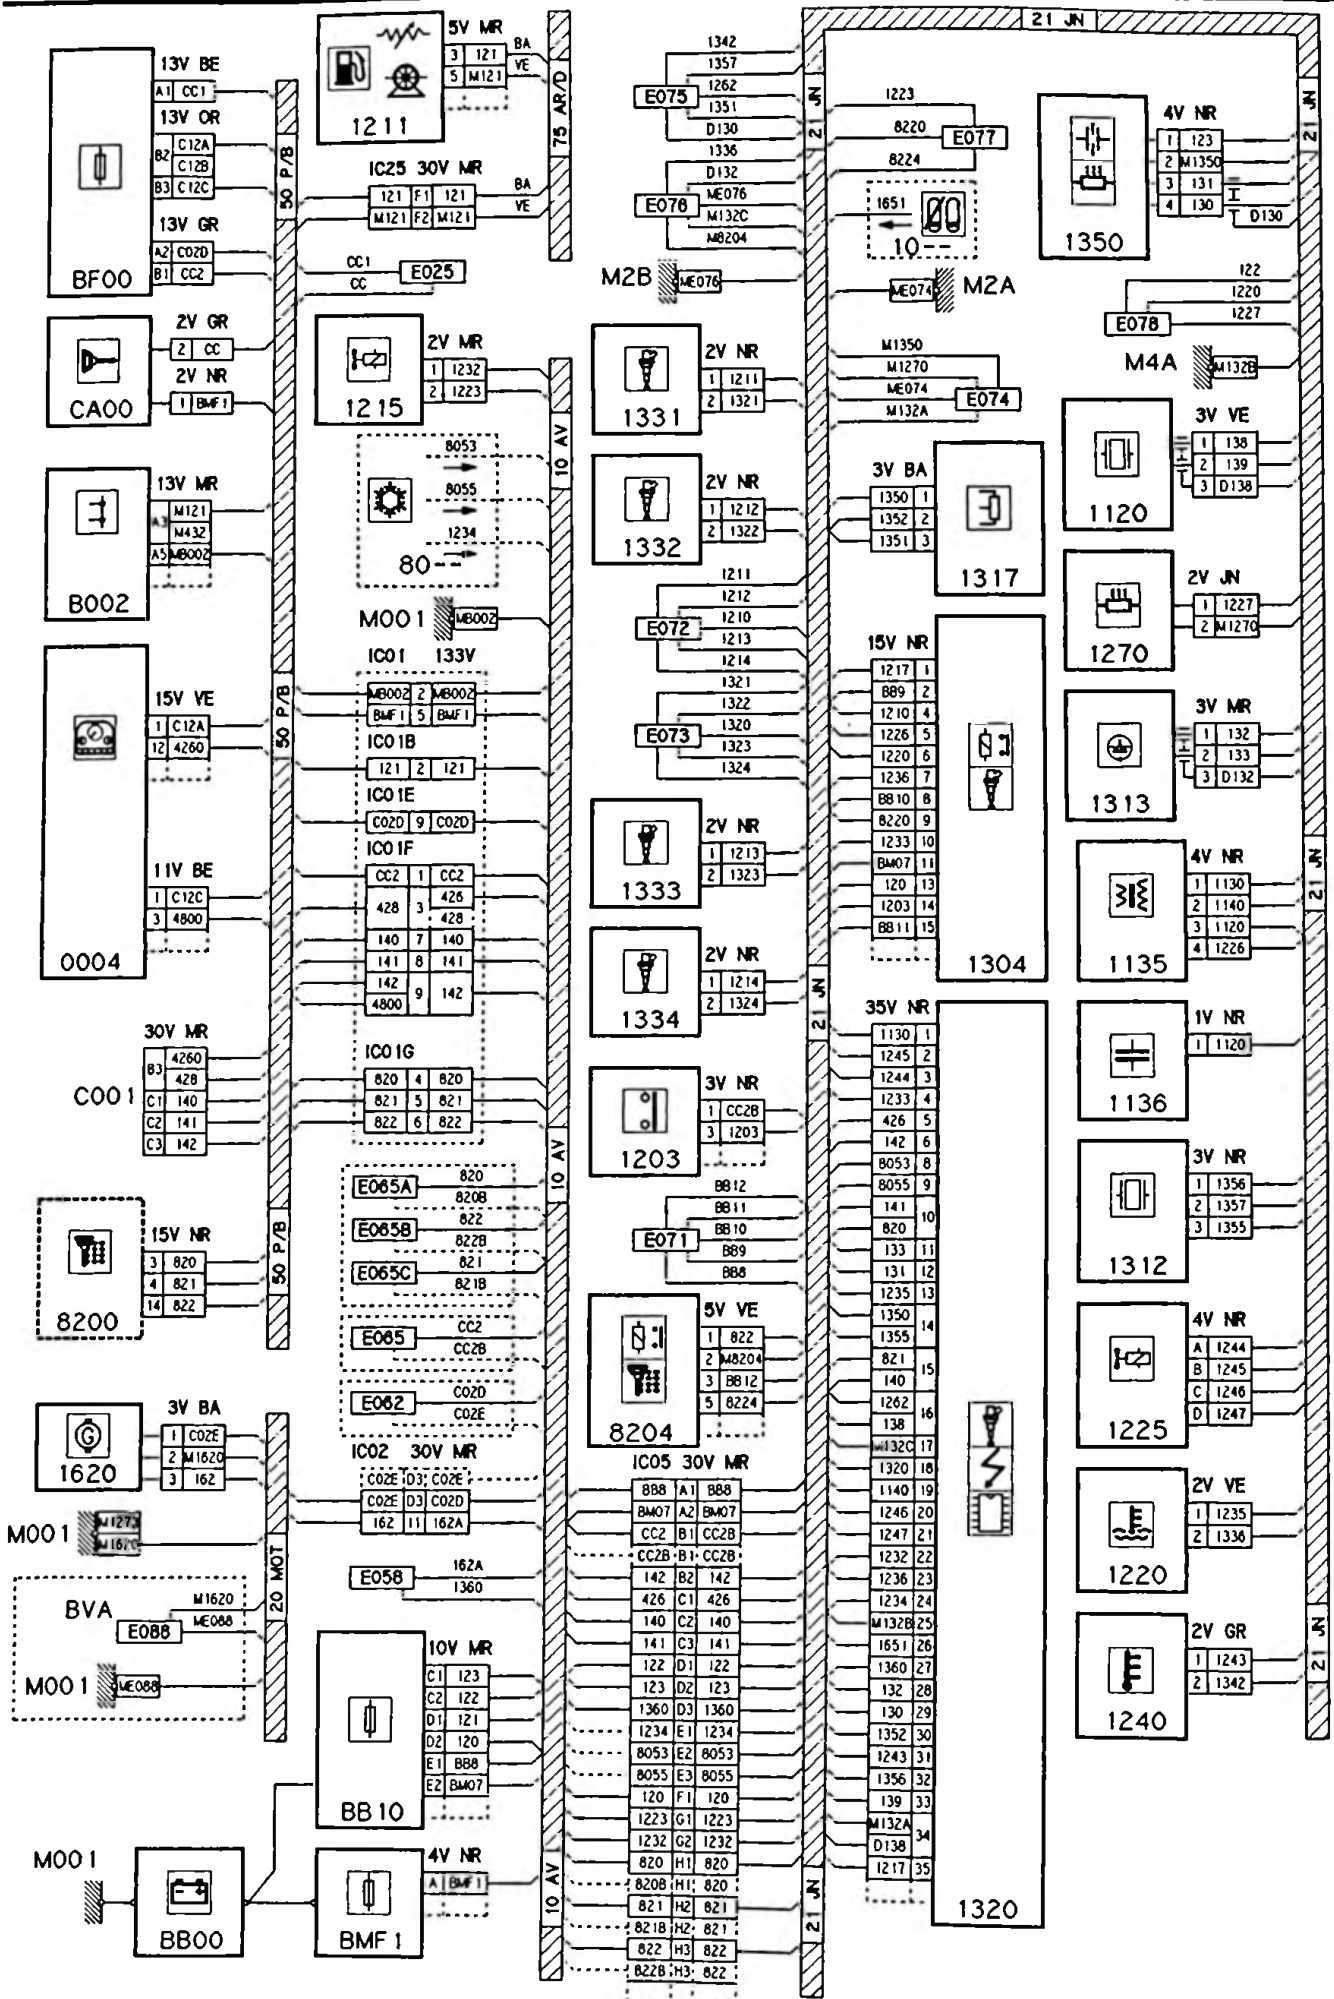 21 JN
BF00
13V BE
A1 CC1
13V OR
B2 C12A
C12B
B3 C12C
13V GR
A2 C02D
B1 CC2
CA00
2V GR
2 CC
2V NR
1 BMF1
B002
13V MR
A3 M121
M432
A5 MB002
0004
15V VE
1 C12A
12 4260
11V BE
1 C12C
3 4800
C001
30V MR
B3 4260
428
C1 140
C2 141
C3 142
8200
15V NR
3 820
4 821
14 822
50 P/B
50 P/B
50 P/B
1620
3V BA
1 C02E
2 M1620
3 162
M001
M1273
M1620
BVA
M1620
E088
ME088
M001
ME088
20 MOT
M001
BB00
BMF1
4V NR
A BMF1
BB10
10V MR
C1 123
C2 122
D1 121
D2 120
E1 BB8
E2 BM07
1211
5V MR
3 121 BA
5 M121 VE
75 AR/D
IC25 30V MR
121 F1 121 BA
M121 F2 M121 VE
CC1
E025
CC
1215
2V MR
1 1232
2 1223
8053
8055
1234
80--
M001
MB002
IC01 133V
MB002 2 MB002
BMF1 5 BMF1
IC01B
121 2 121
IC01E
C02D 9 C02D
IC01F
CC2 1 CC2
428 3 426
428
140 7 140
141 8 141
142 9 142
4800
IC01G
820 4 820
821 5 821
822 6 822
E065A
820
820B
E065B
822
822B
E065C
821
821B
E065
CC2
CC2B
E062
C02D
C02E
IC02 30V MR
C02E D3 C02E
C02E D3 C02D
162 11 162A
E058
162A
1360
10 AV
10 AV
10 AV
E075
1342
1357
1262
1351
D130
E076
1336
D132
ME076
M132C
M8204
M2B
ME076
1331
2V NR
1 1211
2 1321
1332
2V NR
1 1212
2 1322
E072
1211
1212
1210
1213
1214
E073
1321
1322
1320
1323
1324
1333
2V NR
1 1213
2 1323
1334
2V NR
1 1214
2 1324
1203
3V NR
1 CC2B
3 1203
E071
BB12
BB11
BB10
BB9
BB8
8204
5V VE
1 822
2 M8204
3 BB12
5 8224
IC05 30V MR
BB8 A1 BB8
BM07 A2 BM07
CC2 B1 CC2B
CC2B B1 CC2B
142 B2 142
426 C1 426
140 C2 140
141 C3 141
122 D1 122
123 D2 123
1360 D3 1360
1234 E1 1234
8053 E2 8053
8055 E3 8055
120 F1 120
1223 G1 1223
1232 G2 1232
820 H1 820
820B H1 820
821 H2 821
821B H2 821
822 H3 822
822B H3 822
21 JN
21 JN
21 JN
1223
8220
E077
8224
1651
10--
ME074
M2A
M1350
M1270
ME074
M132A
E074
3V BA
1350 1
1352 2
1351 3
1317
15V NR
1217 1
BB9 2
1210 4
1226 5
1220 6
1236 7
BB10 8
8220 9
1233 10
BM07 11
120 13
1203 14
BB11 15
1304
35V NR
1130 1
1245 2
1244 3
1233 4
426 5
142 6
8053 8
8055 9
141 10
820
133 11
131 12
1235 13
1350 14
1355
821 15
140
1262 16
138
M132C 17
1320 18
1140 19
1246 20
1247 21
1232 22
1236 23
1234 24
M132B 25
1651 26
1360 27
132 28
130 29
1352 30
1243 31
1356 32
139 33
M132A 34
D138
1217 35
1320
1350
4V NR
1 123
2 M1350
3 131
4 130
D130
122
1220
1227
E078
M4A
M132B
1120
3V VE
1 138
2 139
3 D138
1270
2V JN
1 1227
2 M1270
1313
3V MR
1 132
2 133
3 D132
1135
4V NR
1 1130
2 1140
3 1120
4 1226
1136
1V NR
1 1120
1312
3V NR
1 1356
2 1357
3 1355
1225
4V NR
A 1244
B 1245
C 1246
D 1247
1220
2V VE
1 1235
2 1336
1240
2V GR
1 1243
2 1342
21 JN
21 JN
21 JN